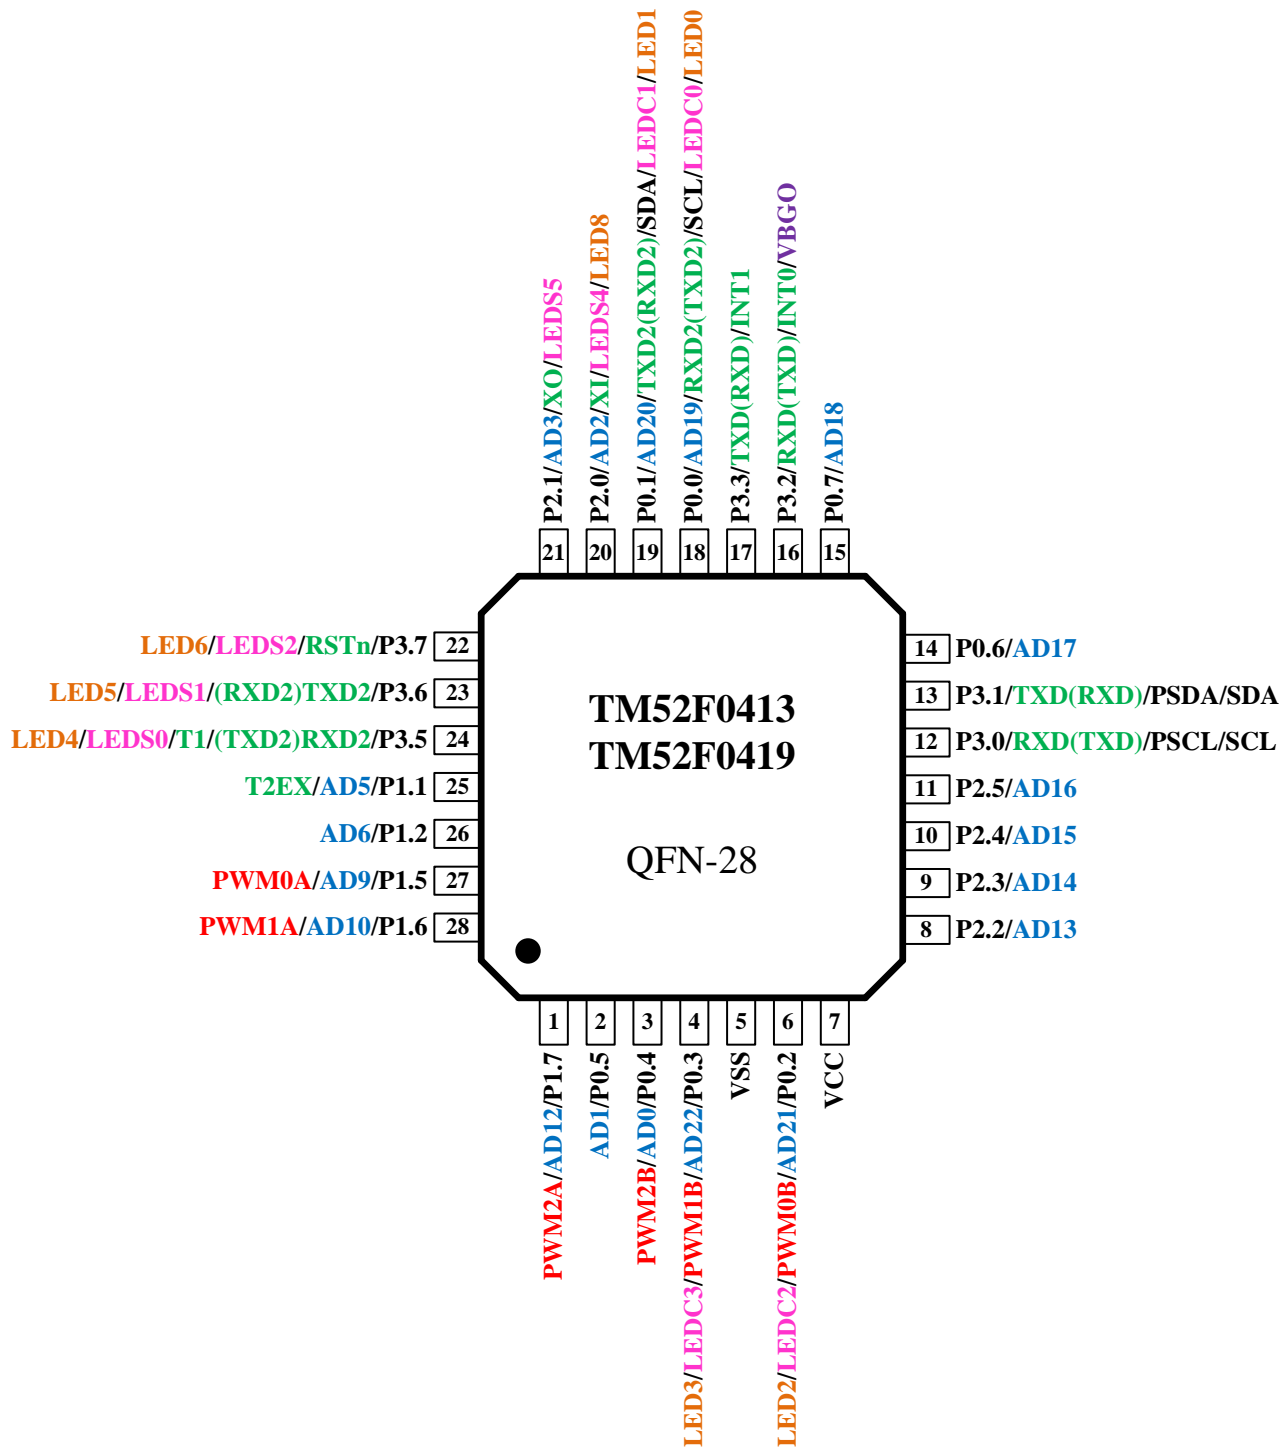 P2.1/AD3/XO/LEDS5
P2.0/AD2/XI/LEDS4/LED8
P0.1/AD20/TXD2(RXD2)/SDA/LEDC1/LED1
P0.0/AD19/RXD2(TXD2)/SCL/LEDC0/LED0
P3.3/TXD(RXD)/INT1
P3.2/RXD(TXD)/INT0/VBGO
P0.7/AD18
21
20
19
18
17
16
15
LED6/LEDS2/RSTn/P3.7 22
LED5/LEDS1/(RXD2)TXD2/P3.6 23
LED4/LEDS0/T1/(TXD2)RXD2/P3.5 24
T2EX/AD5/P1.1 25
AD6/P1.2 26
PWM0A/AD9/P1.5 27
PWM1A/AD10/P1.6 28
TM52F0413
TM52F0419
QFN-28
14 P0.6/AD17
13 P3.1/TXD(RXD)/PSDA/SDA
12 P3.0/RXD(TXD)/PSCL/SCL
11 P2.5/AD16
10 P2.4/AD15
9 P2.3/AD14
8 P2.2/AD13
1
2
3
4
5
6
7
PWM2A/AD12/P1.7
AD1/P0.5
PWM2B/AD0/P0.4
LED3/LEDC3/PWM1B/AD22/P0.3
VSS
LED2/LEDC2/PWM0B/AD21/P0.2
VCC